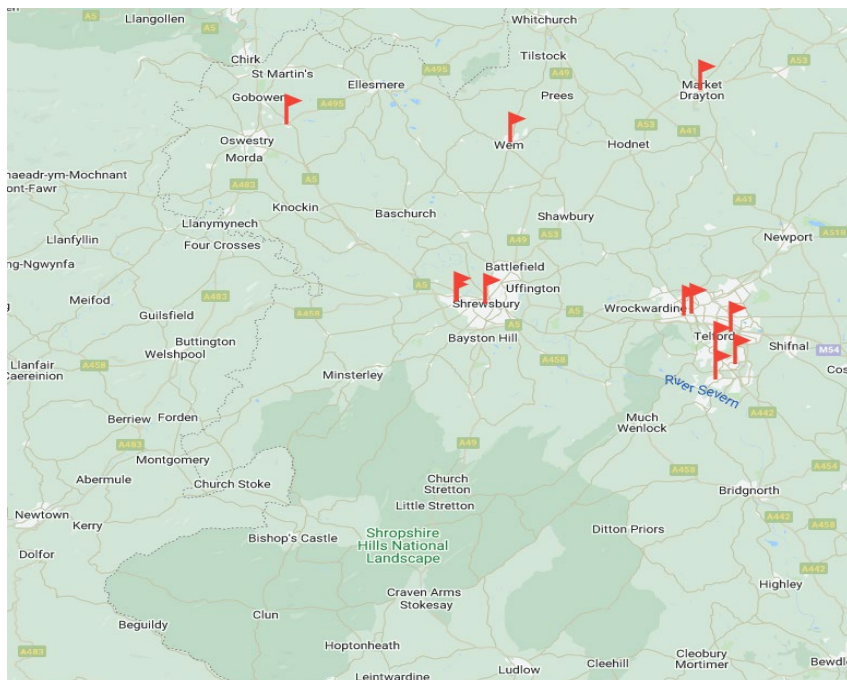 Llangollen
A5
A5
Whitchurch
Chirk
St Martin's
A495
Tilstock
A49
A53
Ellesmere
Gobowen
A495
Prees
Market
Drayton
Oswestry
Morda
Wem
A53
A41
Hodnet
naeadr-ym-Mochnant
ont-Fawr
A483
A5
Knockin
Baschurch
Shawbury
A41
Llanymynech
Four Crosses
A49
A53
Newport
A518
Llanfyllin
ng-Ngwynfa
Battlefield
Uffington
A5
Meifod
A483
Guilsfield
A458
Shrewsbury
A5
Wrockwardine
Buttington
Welshpool
A5
Bayston Hill
Telford
Shifnal
M54
Llanfair
Caereinion
A458
A458
Cos
Minsterley
River Severn
Berriew
Forden
Much
Wenlock
A442
A483
A49
Montgomery
A458
A454
Abermule
Church Stoke
Church
Stretton
Bridgnorth
Newtown
Kerry
Little Stretton
A442
A458
Dolfor
Bishop's Castle
Shropshire
Hills National
Landscape
Ditton Priors
A442
Craven Arms
Stokesay
Highley
Clun
Beguildy
Hoptonheath
A483
Cleobury
Mortimer
Leintwardine
Ludlow
Cleehill
Bewdl